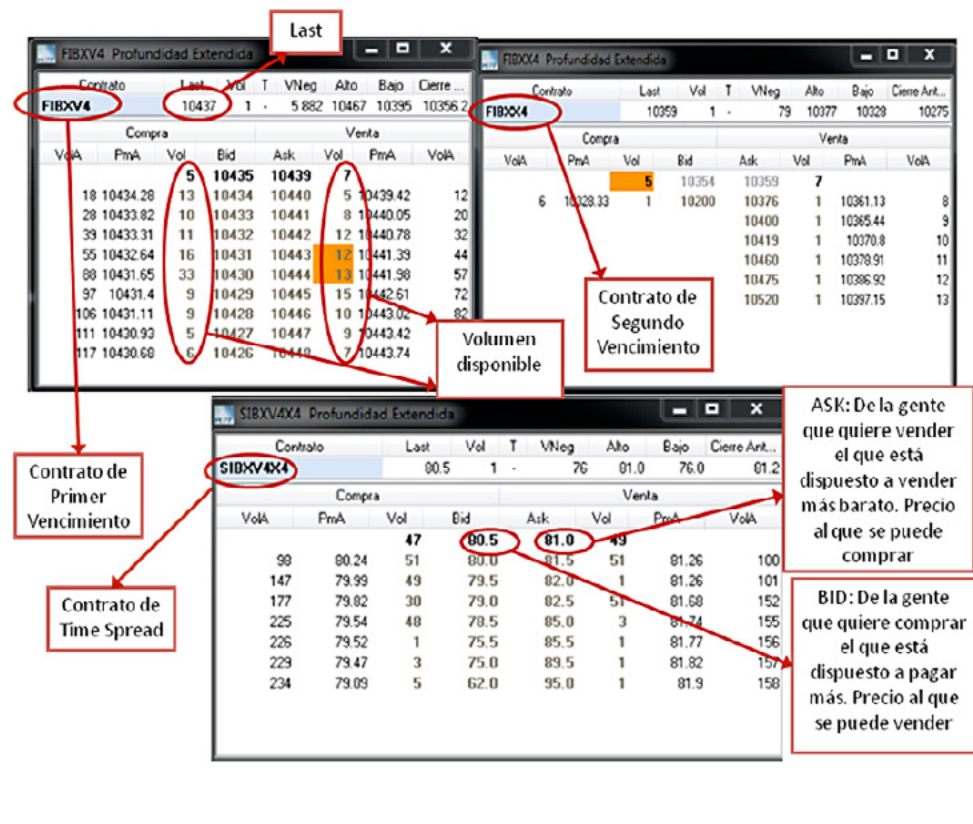 Last
FIBXV4 Profundidad Extendida
Contrato Last Vol T VNeg Alto Bajo Cierre ...
FIBXV4 10437 1 - 5 882 10467 10395 10356.2
Compra Venta
VolA PmA Vol Bid Ask Vol PmA VolA
5 10435 10439 7
18 10434.28 13 10434 10440 5 10439.42 12
28 10433.82 10 10433 10441 8 10440.05 20
39 10433.31 11 10432 10442 12 10440.78 32
55 10432.64 16 10431 10443 12 10441.39 44
88 10431.65 33 10430 10444 13 10441.98 57
97 10431.4 9 10429 10445 15 10442.61 72
106 10431.11 9 10428 10446 10 10443.02 82
111 10430.93 5 10427 10447 9 10443.42
117 10430.68 6 10426 10448 7 10443.74
FIBXX4 Profundidad Extendida
Contrato Last Vol T VNeg Alto Bajo Cierre Ant...
FIBXX4 10359 1 - 79 10377 10328 10275
Compra Venta
VolA PmA Vol Bid Ask Vol PmA VolA
5 10354 10359 7
6 10328.33 1 10200 10376 1 10361.13 8
10400 1 10365.44 9
10419 1 10370.8 10
10460 1 10378.91 11
10475 1 10386.92 12
10520 1 10397.15 13
Contrato de
Segundo
Vencimiento
Volumen
disponible
SIBXV4X4 Profundidad Extendida
Contrato Last Vol T VNeg Alto Bajo Cierre Ant...
SIBXV4X4 80.5 1 - 76 81.0 76.0 81.2
Compra Venta
VolA PmA Vol Bid Ask Vol PmA VolA
47 80.5 81.0 49
98 80.24 51 80.0 81.5 51 81.26 100
147 79.99 49 79.5 82.0 1 81.26 101
177 79.82 30 79.0 82.5 51 81.68 152
225 79.54 48 78.5 85.0 3 81.74 155
226 79.52 1 75.5 85.5 1 81.77 156
229 79.47 3 75.0 89.5 1 81.82 157
234 79.09 5 62.0 95.0 1 81.9 158
Contrato de
Primer
Vencimiento
Contrato de
Time Spread
ASK: De la gente
que quiere vender
el que está
dispuesto a vender
más barato. Precio
al que se puede
comprar
BID: De la gente
que quiere comprar
el que está
dispuesto a pagar
más. Precio al que
se puede vender